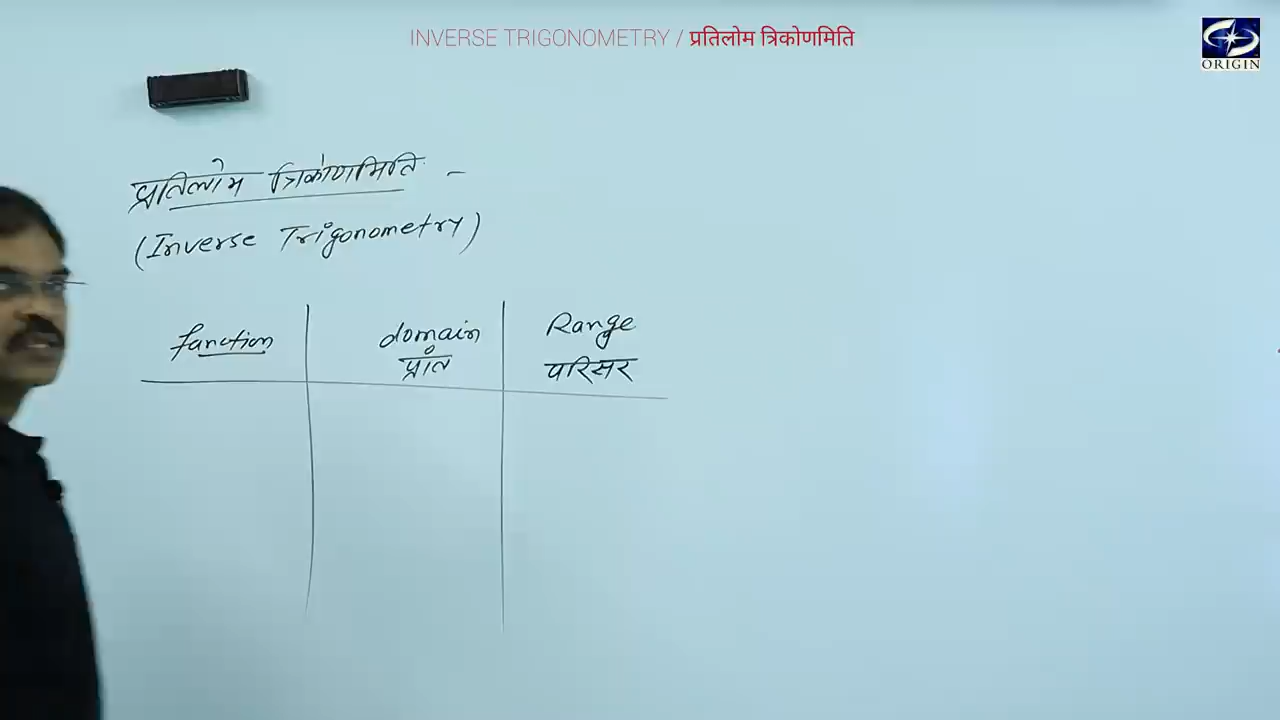 INVERSE TRIGONOMETRY / प्रतिलोम त्रिकोणमिति
ORIGIN
प्रतिलोम त्रिकोणमिति -
(Inverse Trigonometry)
function domain Range
प्रांत परिसर